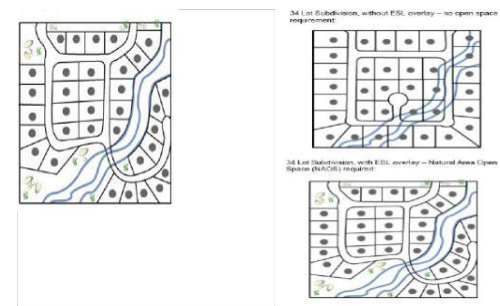 34 Lot Subdivision, without ESL overlay – no open space
requirement:
34 Lot Subdivision, with ESL overlay – Natural Area Open
Space (NAOS) required: